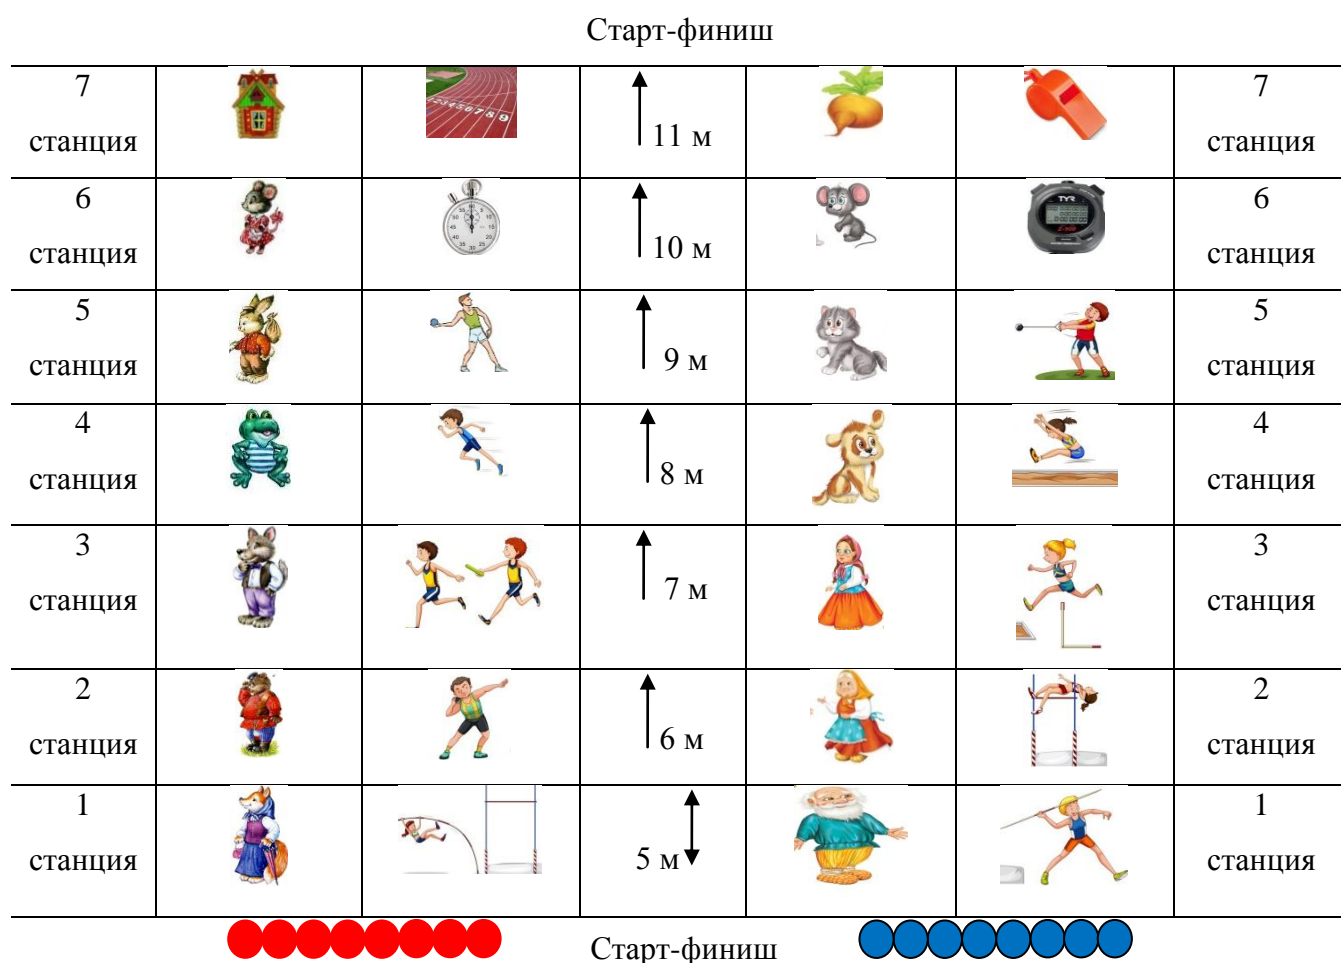 Старт-финиш
7 станция 11 м 7 станция
6 станция 10 м 6 станция
5 станция 9 м 5 станция
4 станция 8 м 4 станция
3 станция 7 м 3 станция
2 станция 6 м 2 станция
1 станция 5 м 1 станция
Старт-финиш